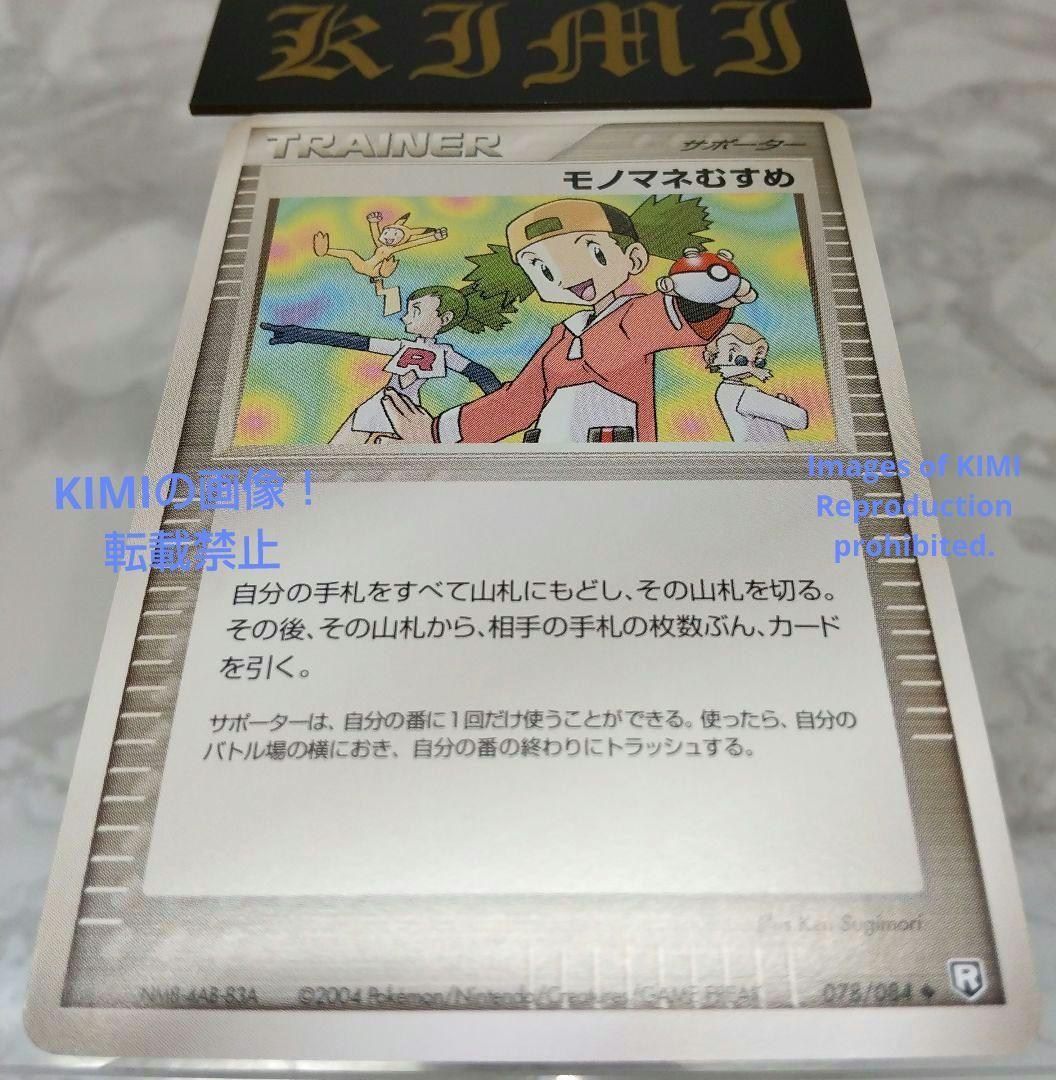 KIMI
TRAINER
サポーター
モノマネむすめ
R
KIMIの画像！
転載禁止
Images of KIMI
Reproduction
prohibited.
自分の手札をすべて山札にもどし、その山札を切る。
その後、その山札から、相手の手札の枚数ぶん、カード
を引く。
サポーターは、自分の番に1回だけ使うことができる。使ったら、自分の
バトル場の横におき、自分の番の終わりにトラッシュする。
Illus. Ken Sugimori
NMB-4AB-83A ©2004 Pokémon/Nintendo/Creatures/GAME FREAK 078/084 ◆
R